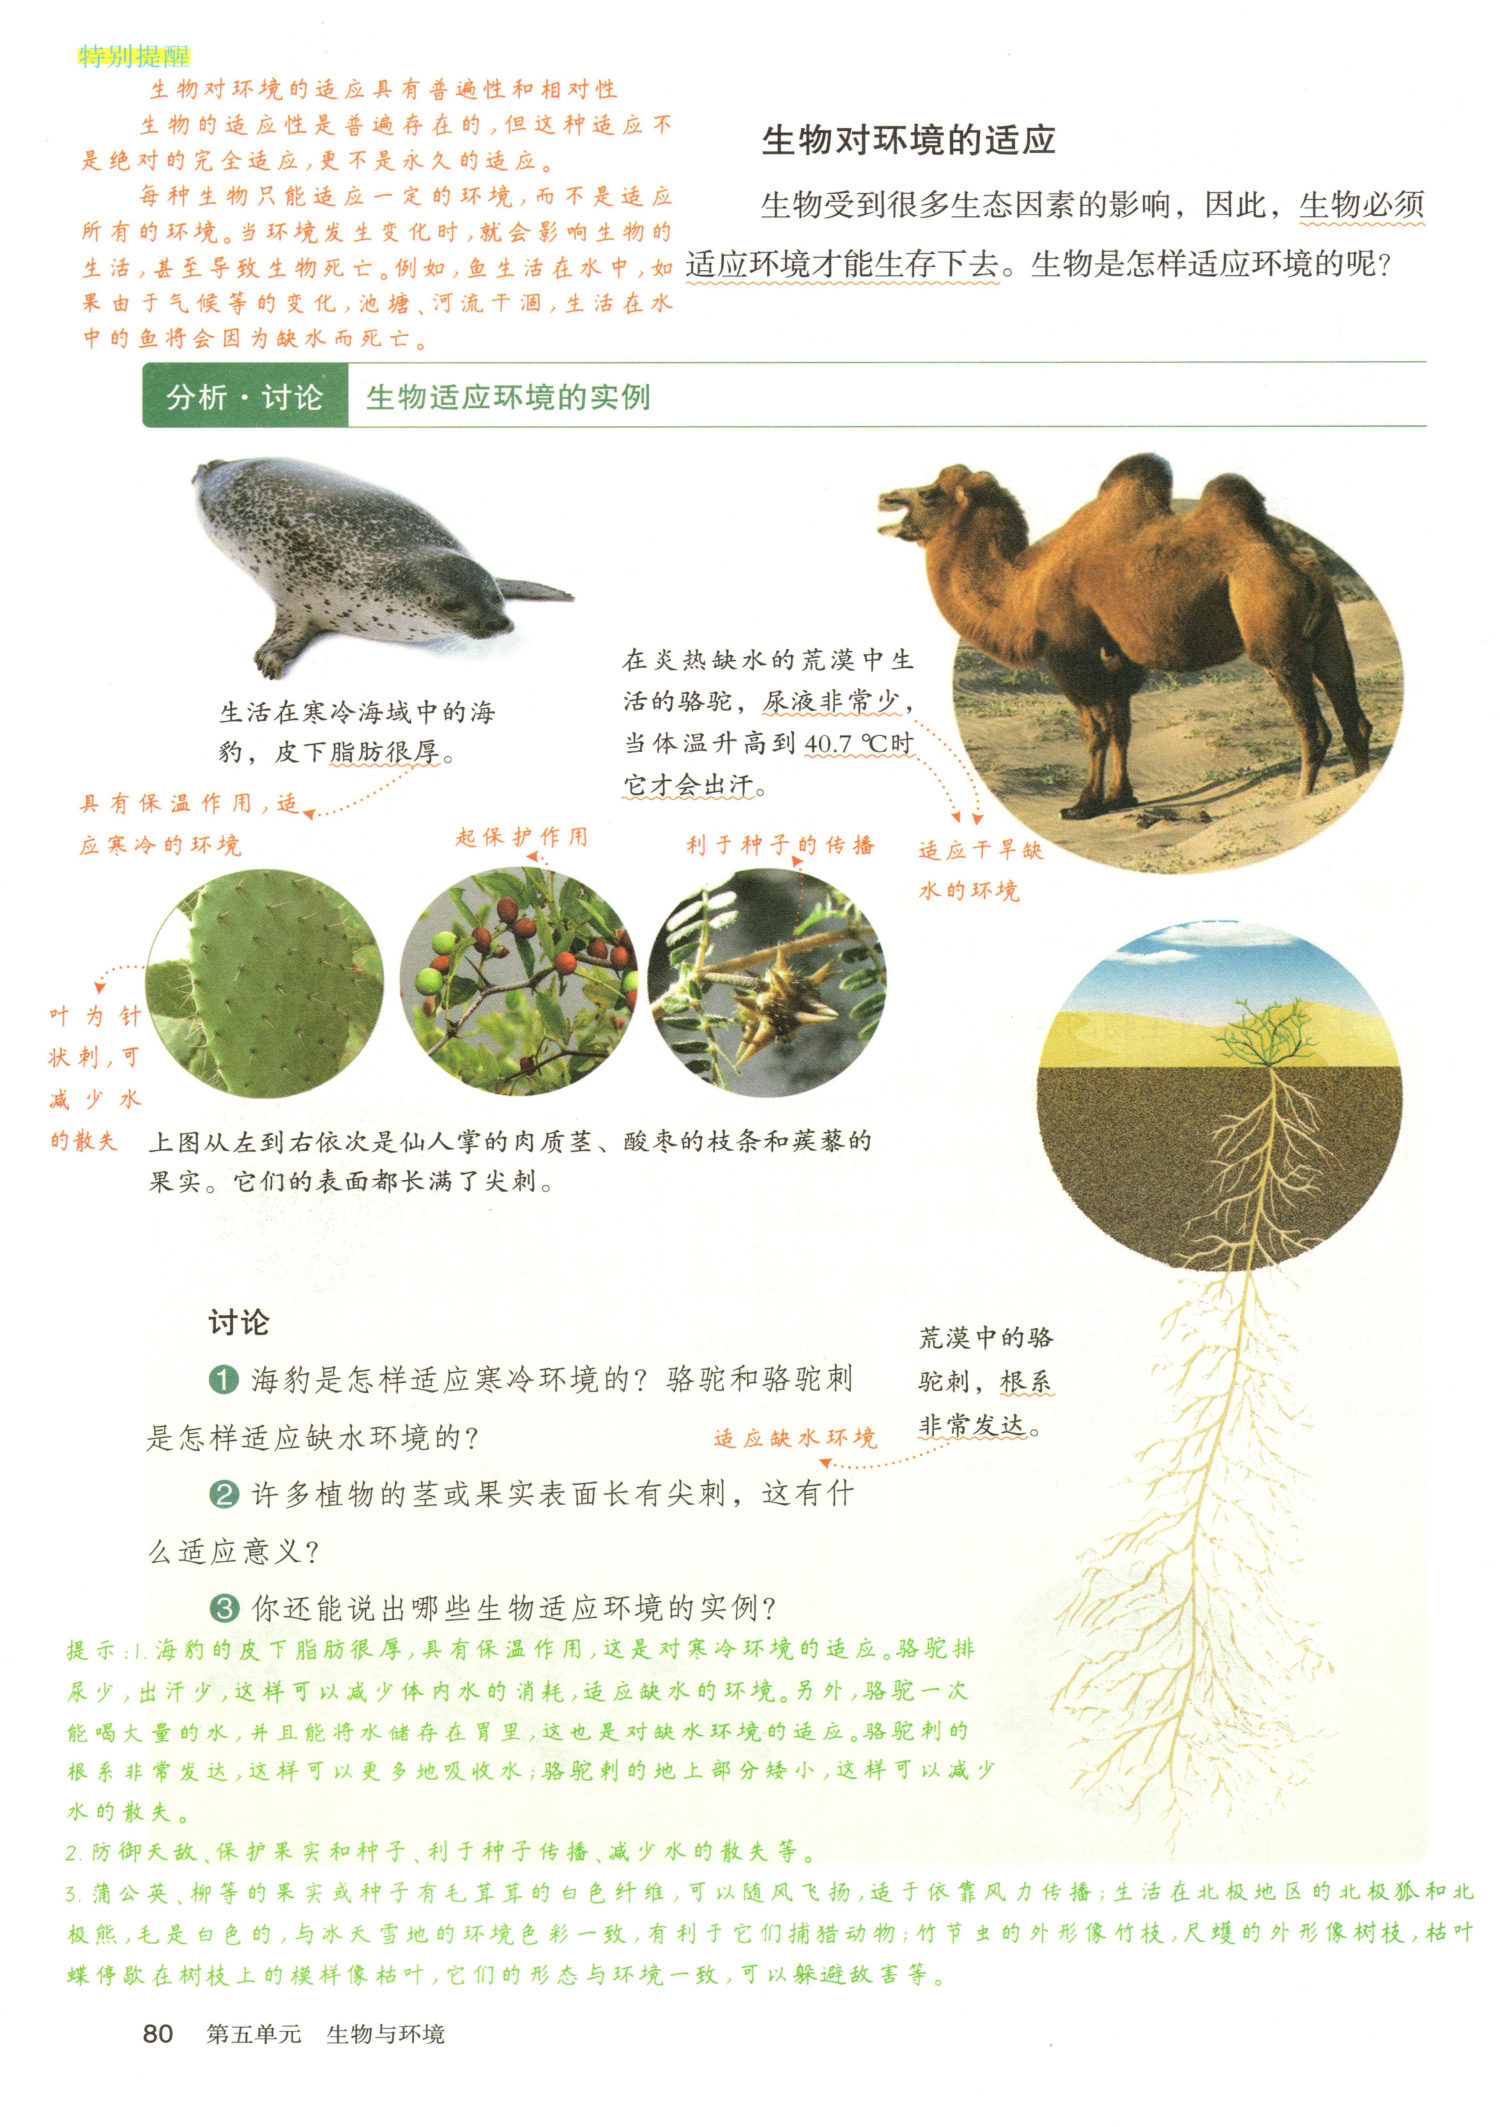 特别提醒
生物对环境的适应具有普遍性和相对性
生物的适应性是普遍存在的,但这种适应不
是绝对的完全适应,更不是永久的适应。
每种生物只能适应一定的环境,而不是适应
所有的环境。当环境发生变化时,就会影响生物的
生活,甚至导致生物死亡。例如,鱼生活在水中,如
果由于气候等的变化,池塘、河流干涸,生活在水
中的鱼将会因为缺水而死亡。
生物对环境的适应
生物受到很多生态因素的影响，因此，生物必须
适应环境才能生存下去。生物是怎样适应环境的呢?
分析·讨论 生物适应环境的实例
生活在寒冷海域中的海
豹，皮下脂肪很厚。
具有保温作用,适
应寒冷的环境
在炎热缺水的荒漠中生
活的骆驼，尿液非常少，
当体温升高到 40.7 ℃时
它才会出汗。
适应干旱缺
水的环境
起保护作用
利于种子的传播
叶为针
状刺,可
减少水
的散失
上图从左到右依次是仙人掌的肉质茎、酸枣的枝条和蒺藜的
果实。它们的表面都长满了尖刺。
讨论
1 海豹是怎样适应寒冷环境的？骆驼和骆驼刺
是怎样适应缺水环境的?
2 许多植物的茎或果实表面长有尖刺，这有什
么适应意义?
3 你还能说出哪些生物适应环境的实例?
荒漠中的骆
驼刺，根系
非常发达。
适应缺水环境
提示:1.海豹的皮下脂肪很厚,具有保温作用,这是对寒冷环境的适应。骆驼排
尿少,出汗少,这样可以减少体内水的消耗,适应缺水的环境。另外,骆驼一次
能喝大量的水,并且能将水储存在胃里,这也是对缺水环境的适应。骆驼刺的
根系非常发达,这样可以更多地吸收水;骆驼刺的地上部分矮小,这样可以减少
水的散失。
2.防御天敌、保护果实和种子、利于种子传播、减少水的散失等。
3.蒲公英、柳等的果实或种子有毛茸茸的白色纤维,可以随风飞扬,适于依靠风力传播;生活在北极地区的北极狐和北
极熊,毛是白色的,与冰天雪地的环境色彩一致,有利于它们捕猎动物;竹节虫的外形像竹枝,尺蠖的外形像树枝,枯叶
蝶停歇在树枝上的模样像枯叶,它们的形态与环境一致,可以躲避敌害等。
80 第五单元 生物与环境